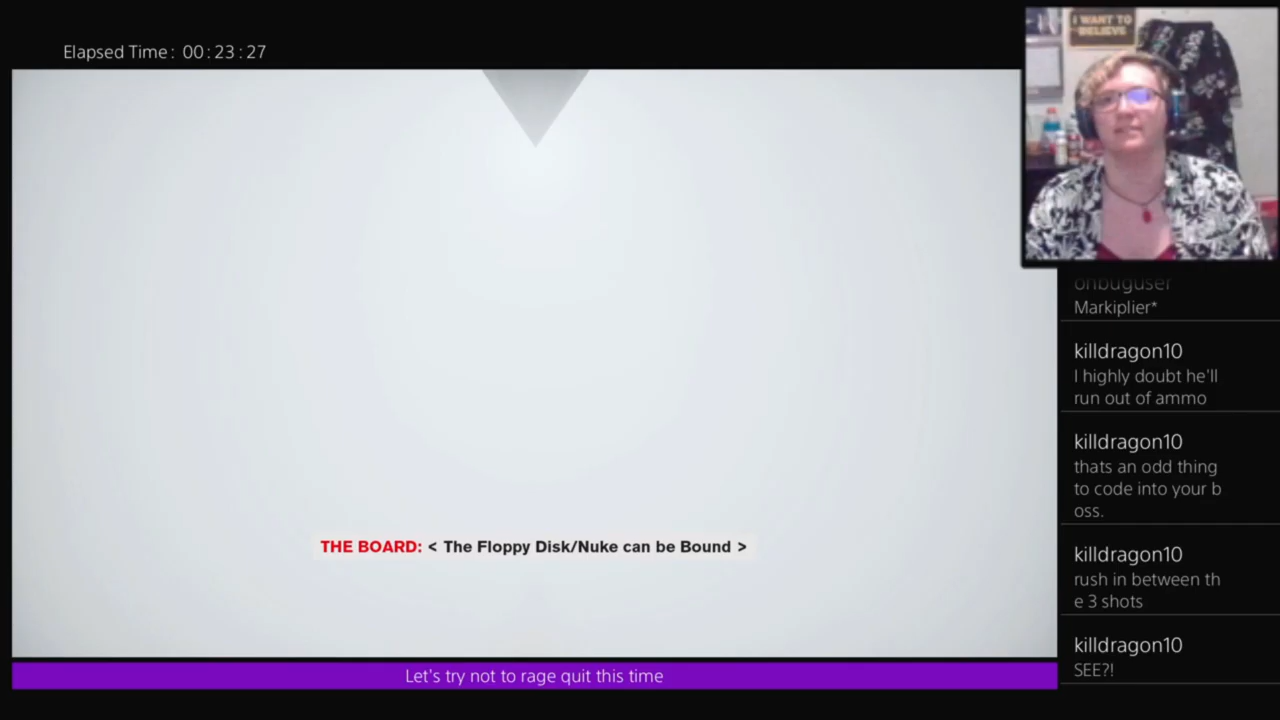 Elapsed Time: 00:23:27
I WANT TO
BELIEVE
onbuguser
Markiplier*
killdragon10
I highly doubt he'll
run out of ammo
killdragon10
thats an odd thing
to code into your b
oss.
killdragon10
rush in between th
e 3 shots
killdragon10
SEE?!
THE BOARD: < The Floppy Disk/Nuke can be Bound >
Let's try not to rage quit this time